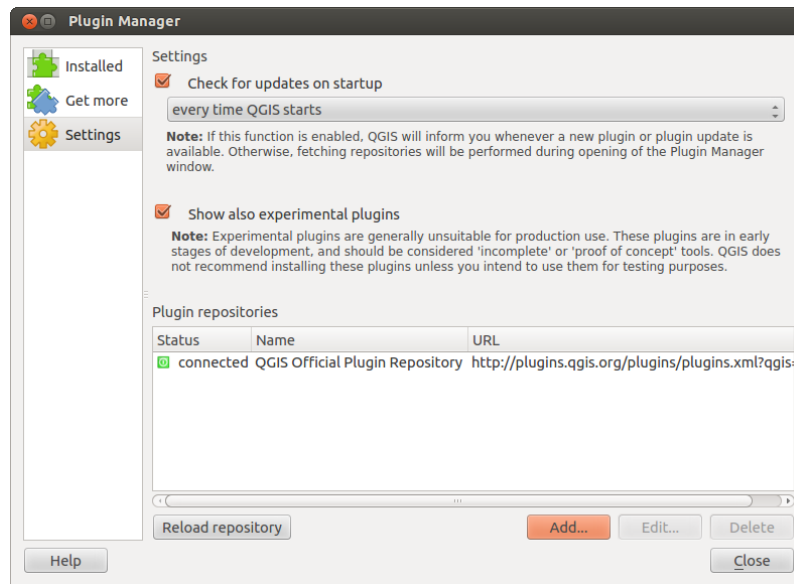 Plugin Manager
Installed
Get more
Settings
Settings
Check for updates on startup
every time QGIS starts
Note: If this function is enabled, QGIS will inform you whenever a new plugin or plugin update is
available. Otherwise, fetching repositories will be performed during opening of the Plugin Manager
window.
Show also experimental plugins
Note: Experimental plugins are generally unsuitable for production use. These plugins are in early
stages of development, and should be considered 'incomplete' or 'proof of concept' tools. QGIS does
not recommend installing these plugins unless you intend to use them for testing purposes.
Plugin repositories
Status Name URL
connected QGIS Official Plugin Repository http://plugins.qgis.org/plugins/plugins.xml?qgis=
Reload repository Add... Edit... Delete
Help Close